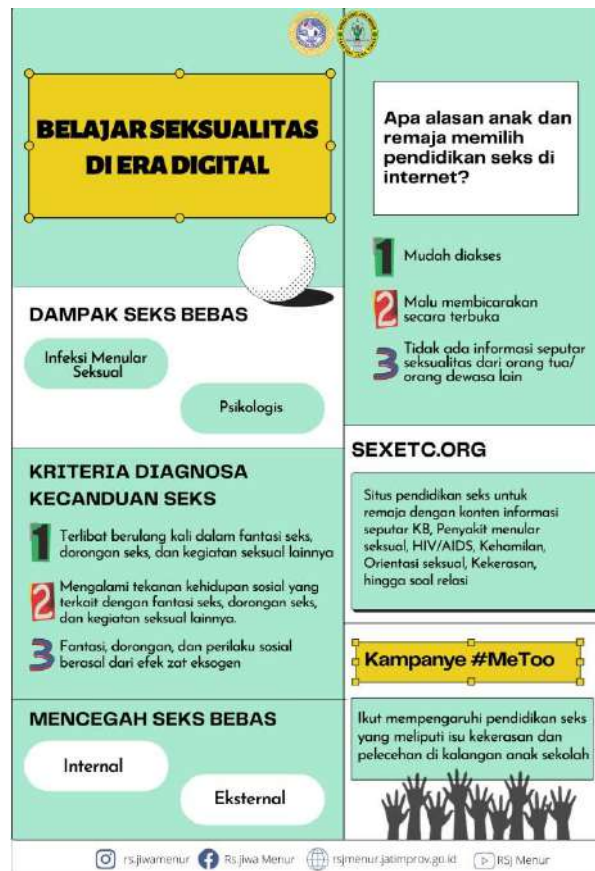 BELAJAR SEKSUALITAS
DI ERA DIGITAL
DAMPAK SEKS BEBAS
Infeksi Menular
Seksual
Psikologis
KRITERIA DIAGNOSA
KECANDUAN SEKS
1 Terlibat berulang kali dalam fantasi seks,
dorongan seks, dan kegiatan seksual lainnya
2 Mengalami tekanan kehidupan sosial yang
terkait dengan fantasi seks, dorongan seks,
dan kegiatan seksual lainnya.
3 Fantasi, dorongan, dan perilaku sosial
berasal dari efek zat eksogen
MENCEGAH SEKS BEBAS
Internal
Eksternal
Apa alasan anak dan
remaja memilih
pendidikan seks di
internet?
1 Mudah diakses
2 Malu membicarakan
secara terbuka
3 Tidak ada informasi seputar
seksualitas dari orang tua/
orang dewasa lain
SEXETC.ORG
Situs pendidikan seks untuk
remaja dengan konten informasi
seputar KB, Penyakit menular
seksual, HIV/AIDS, Kehamilan,
Orientasi seksual, Kekerasan,
hingga soal relasi
Kampanye #MeToo
Ikut mempengaruhi pendidikan seks
yang meliputi isu kekerasan dan
pelecehan di kalangan anak sekolah
rs.jiwamenur Rs Jiwa Menur rsjmenur.jatimprov.go.id RSJ Menur